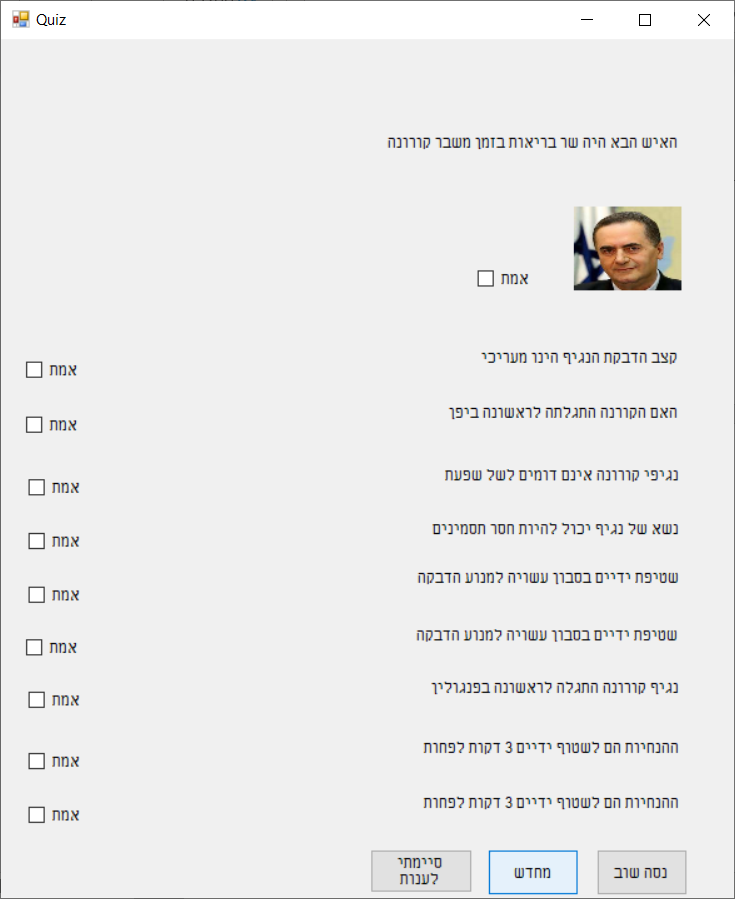 Quiz
האיש הבא היה שר בריאות בזמן משבר קורונה
אמת
קצב הדבקת הנגיף הינו מעריכי
אמת
האם הקורנה התגלתה לראשונה ביפן
אמת
נגיפי קורונה אינם דומים לשל שפעת
אמת
נשא של נגיף יכול להיות חסר תסמינים
אמת
שטיפת ידיים בסבון עשויה למנוע הדבקה
אמת
שטיפת ידיים בסבון עשויה למנוע הדבקה
אמת
נגיף קורונה התגלה לראשונה בפנגולין
אמת
ההנחיות הם לשטוף ידיים 3 דקות לפחות
אמת
ההנחיות הם לשטוף ידיים 3 דקות לפחות
אמת
נסה שוב
מחדש
סיימתי
לענות